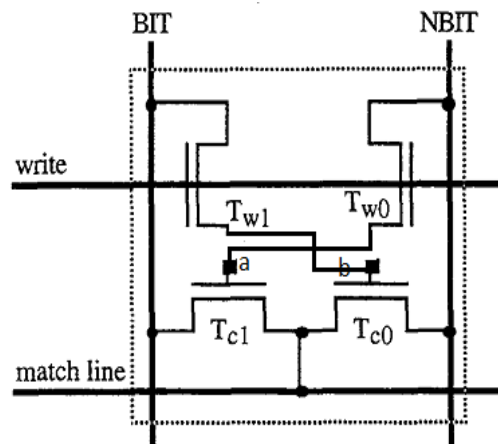 BIT NBIT
write
Tw1 Tw0
a b
Tc1 Tc0
match line